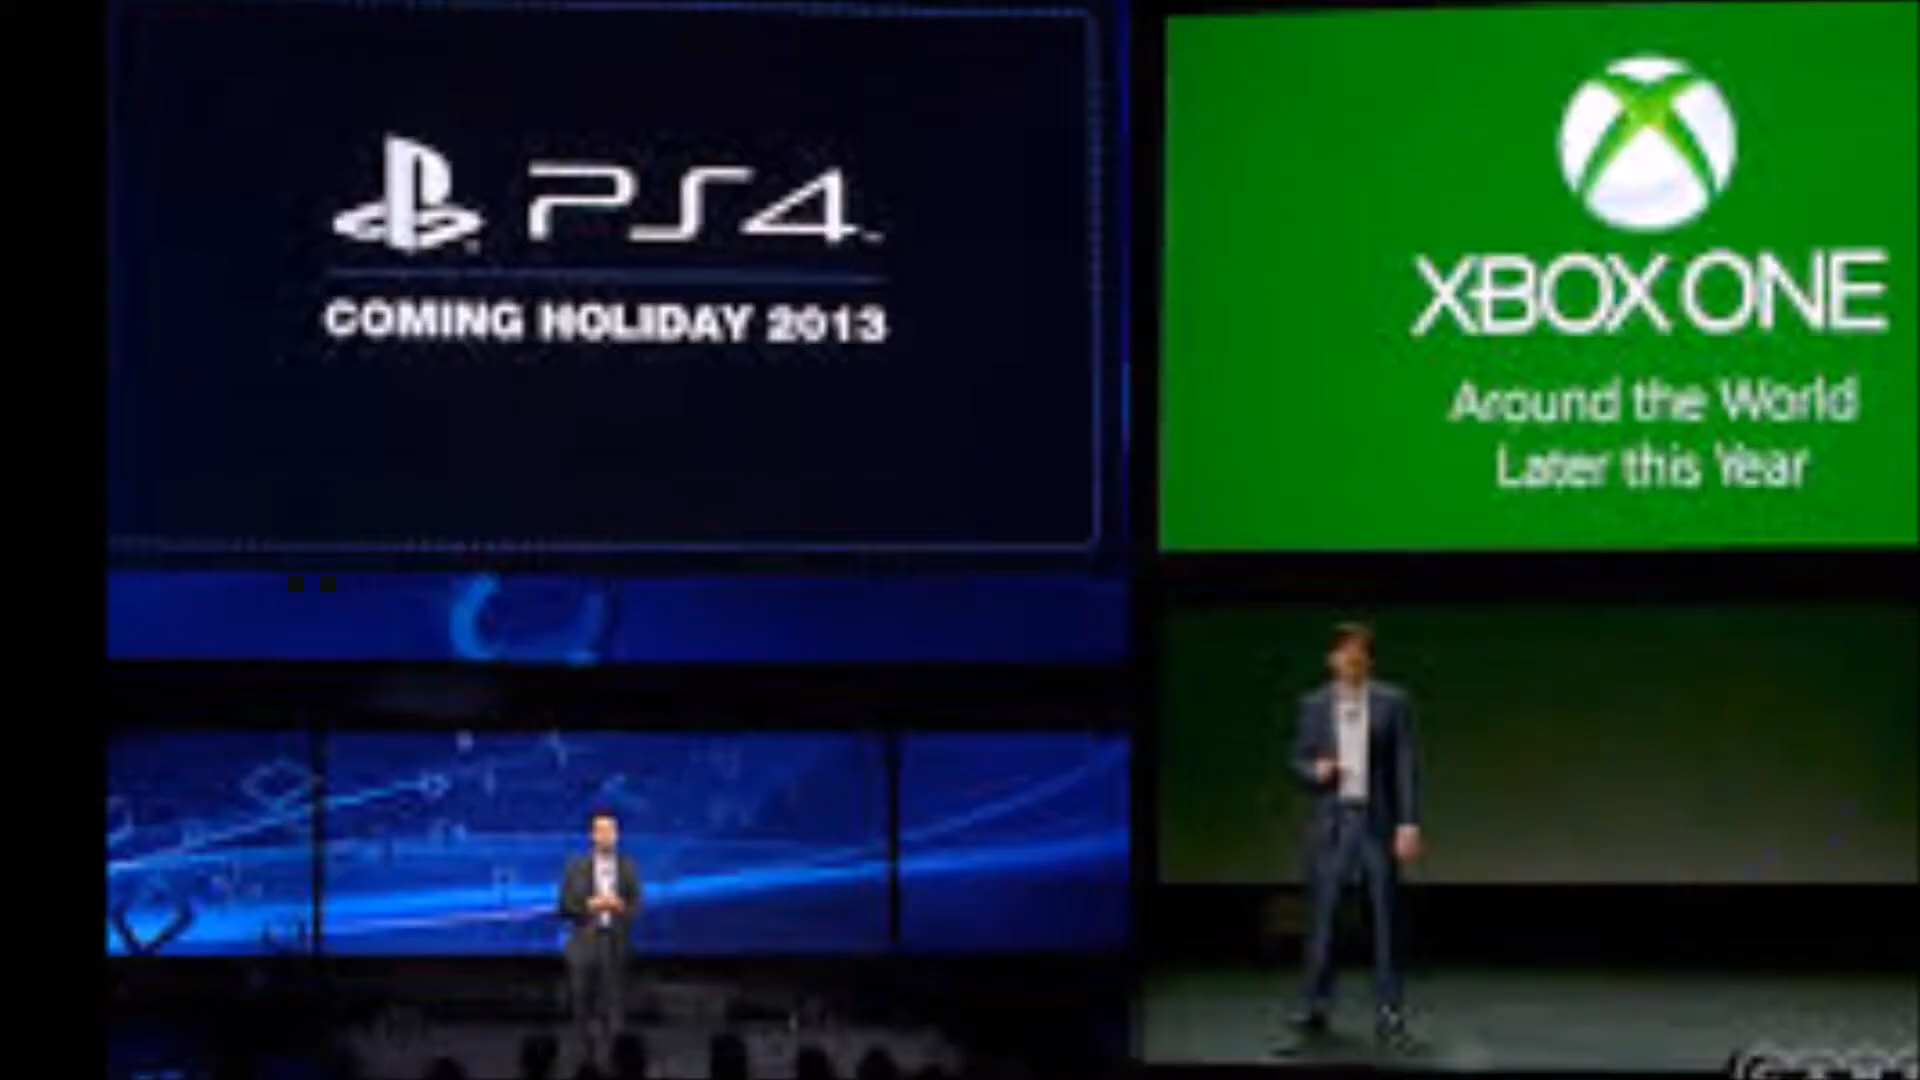 PS4
COMING HOLIDAY 2013
XBOX ONE
Around the World
Later this Year